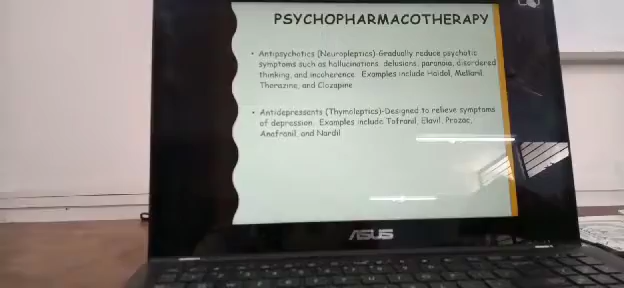 PSYCHOPHARMACOTHERAPY
• Antipsychotics (Neuroleptics)-Gradually reduce psychotic
symptoms such as hallucinations, delusions, paranoia, disordered
thinking, and incoherence. Examples include Haldol, Mellaril,
Thorazine, and Clozapine
• Antidepressants (Thymoleptics)-Designed to relieve symptoms
of depression. Examples include Tofranil, Elavil, Prozac,
Anafranil, and Nardil
ASUS